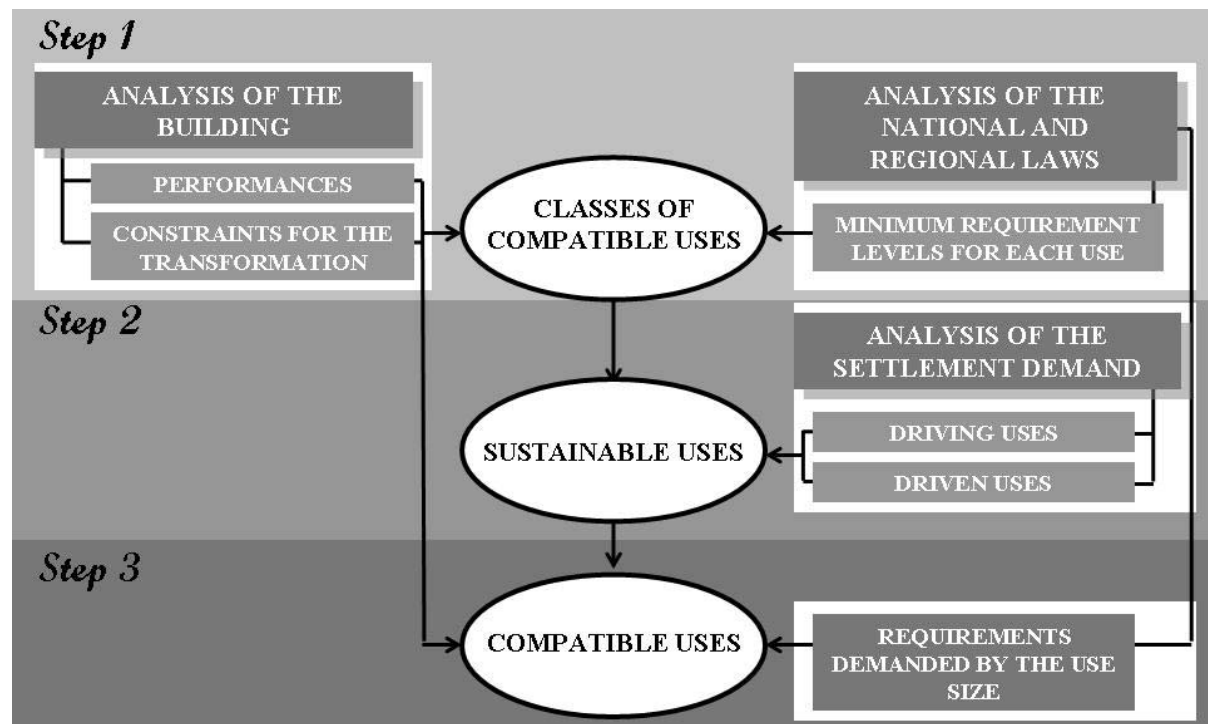 Step 1
ANALYSIS OF THE
BUILDING
PERFORMANCES
CONSTRAINTS FOR THE
TRANSFORMATION
CLASSES OF
COMPATIBLE USES
ANALYSIS OF THE
NATIONAL AND
REGIONAL LAWS
MINIMUM REQUIREMENT
LEVELS FOR EACH USE
Step 2
SUSTAINABLE USES
ANALYSIS OF THE
SETTLEMENT DEMAND
DRIVING USES
DRIVEN USES
Step 3
COMPATIBLE USES
REQUIREMENTS
DEMANDED BY THE USE
SIZE